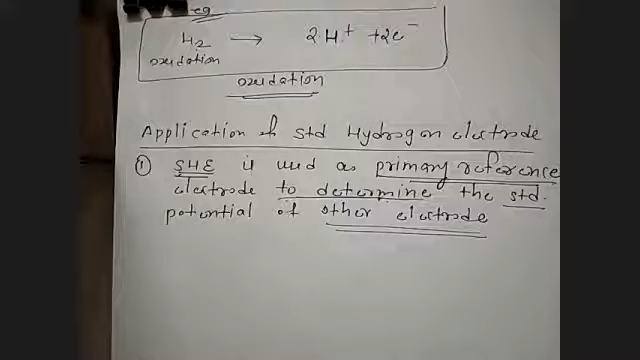 eg
H₂ ⟶ 2H⁺ + 2e⁻
oxidation
oxidation
Application of std Hydrogen electrode
① SHE is used as primary reference
electrode to determine the std.
potential of other electrode